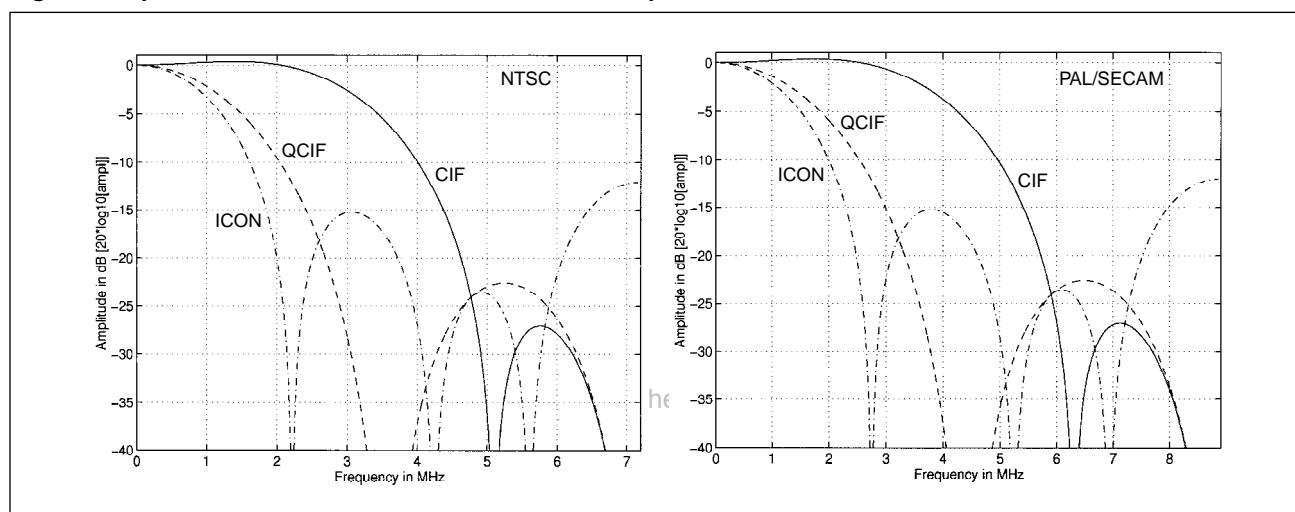 NTSC
QCIF
CIF
ICON
Amplitude in dB [20*log10[ampl]]
0
−5
−10
−15
−20
−25
−30
−35
−40
0 1 2 3 4 5 6 7
Frequency in MHz
PAL/SECAM
QCIF
CIF
ICON
Amplitude in dB [20*log10[ampl]]
0
−5
−10
−15
−20
−25
−30
−35
−40
0 1 2 3 4 5 6 7 8
Frequency in MHz
he